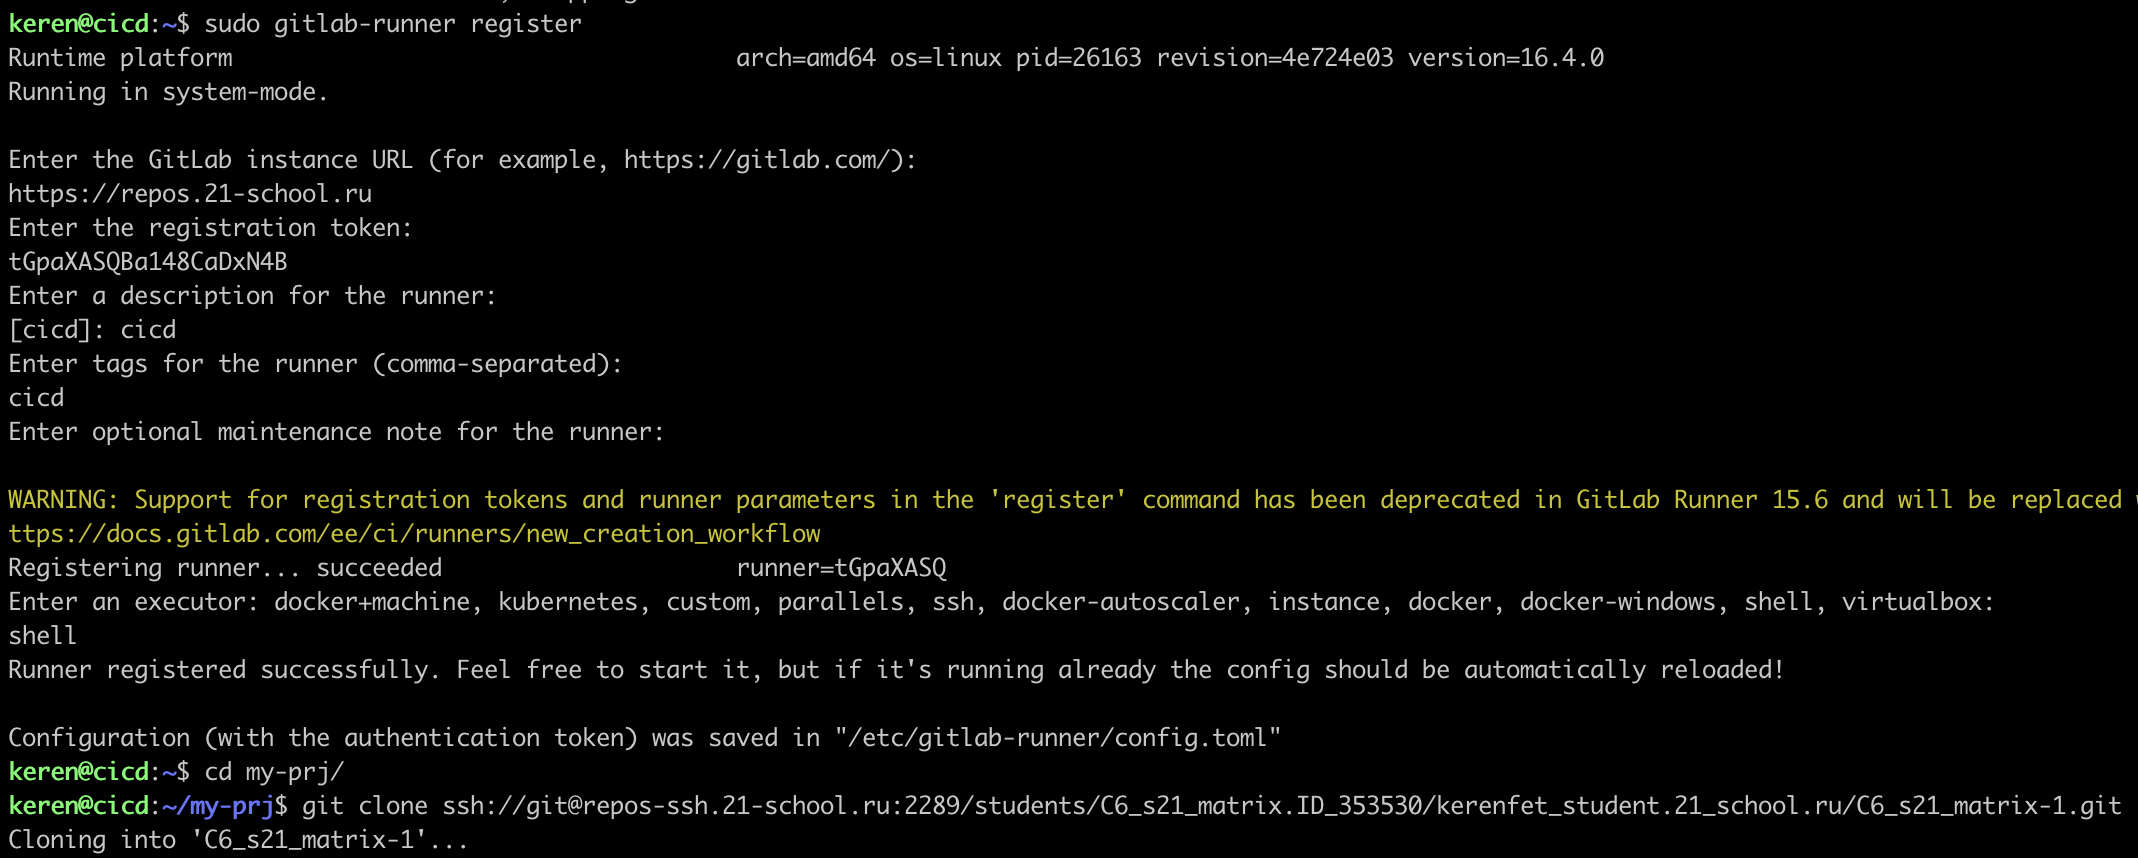 keren@cicd:~$ sudo gitlab-runner register
Runtime platform                                    arch=amd64 os=linux pid=26163 revision=4e724e03 version=16.4.0
Running in system-mode.

Enter the GitLab instance URL (for example, https://gitlab.com/):
https://repos.21-school.ru
Enter the registration token:
tGpaXASQBa148CaDxN4B
Enter a description for the runner:
[cicd]: cicd
Enter tags for the runner (comma-separated):
cicd
Enter optional maintenance note for the runner:

WARNING: Support for registration tokens and runner parameters in the 'register' command has been deprecated in GitLab Runner 15.6 and will be replaced
ttps://docs.gitlab.com/ee/ci/runners/new_creation_workflow
Registering runner... succeeded                     runner=tGpaXASQ
Enter an executor: docker+machine, kubernetes, custom, parallels, ssh, docker-autoscaler, instance, docker, docker-windows, shell, virtualbox:
shell
Runner registered successfully. Feel free to start it, but if it's running already the config should be automatically reloaded!

Configuration (with the authentication token) was saved in "/etc/gitlab-runner/config.toml"
keren@cicd:~$ cd my-prj/
keren@cicd:~/my-prj$ git clone ssh://git@repos-ssh.21-school.ru:2289/students/C6_s21_matrix.ID_353530/kerenfet_student.21_school.ru/C6_s21_matrix-1.git
Cloning into 'C6_s21_matrix-1'...